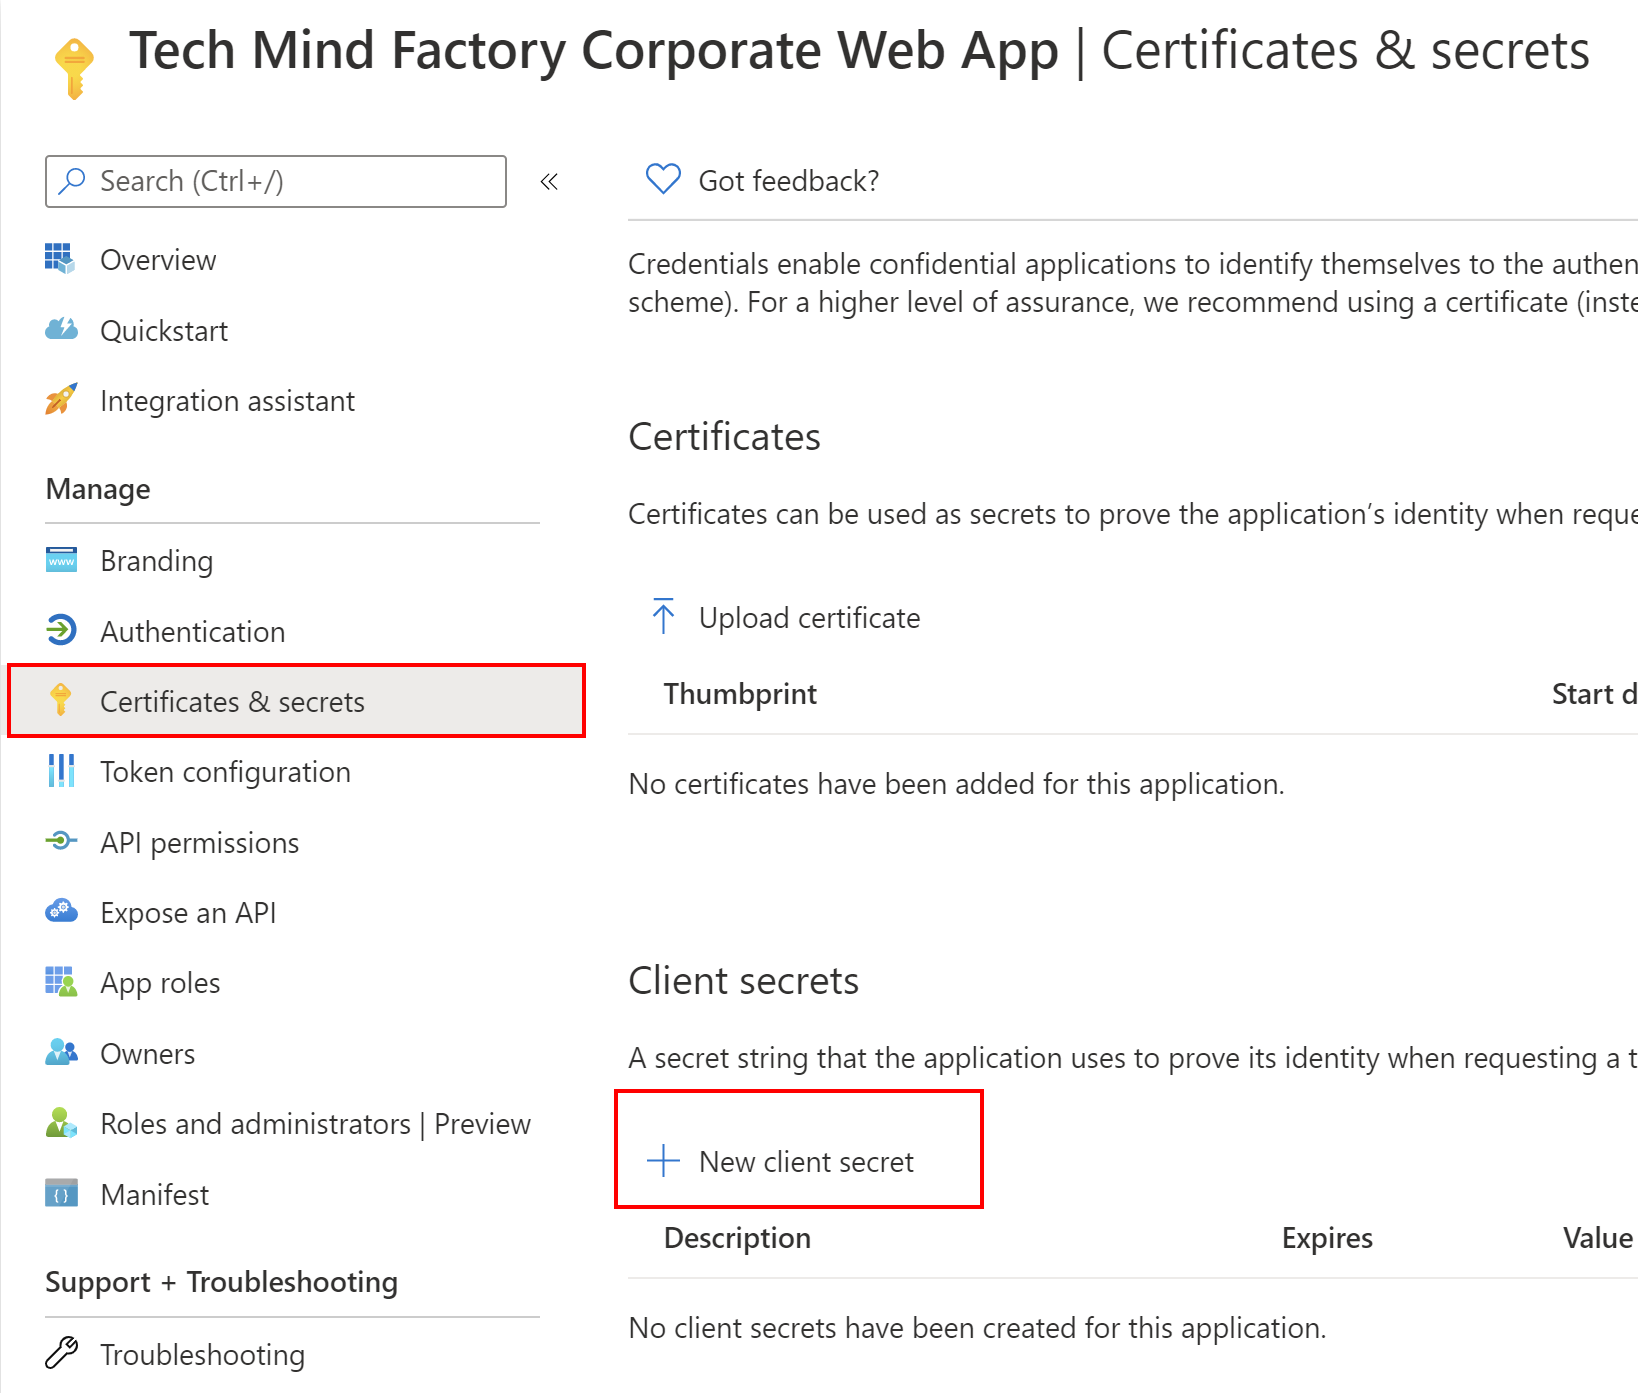 Tech Mind Factory Corporate Web App | Certificates & secrets
Search (Ctrl+/)
«
Got feedback?
Overview
Quickstart
Integration assistant
Manage
Branding
Authentication
Certificates & secrets
Token configuration
API permissions
Expose an API
App roles
Owners
Roles and administrators | Preview
Manifest
Support + Troubleshooting
Troubleshooting
Credentials enable confidential applications to identify themselves to the authen
scheme). For a higher level of assurance, we recommend using a certificate (inste
Certificates
Certificates can be used as secrets to prove the application’s identity when reque
Upload certificate
Thumbprint Start d
No certificates have been added for this application.
Client secrets
A secret string that the application uses to prove its identity when requesting a t
New client secret
Description Expires Value
No client secrets have been created for this application.